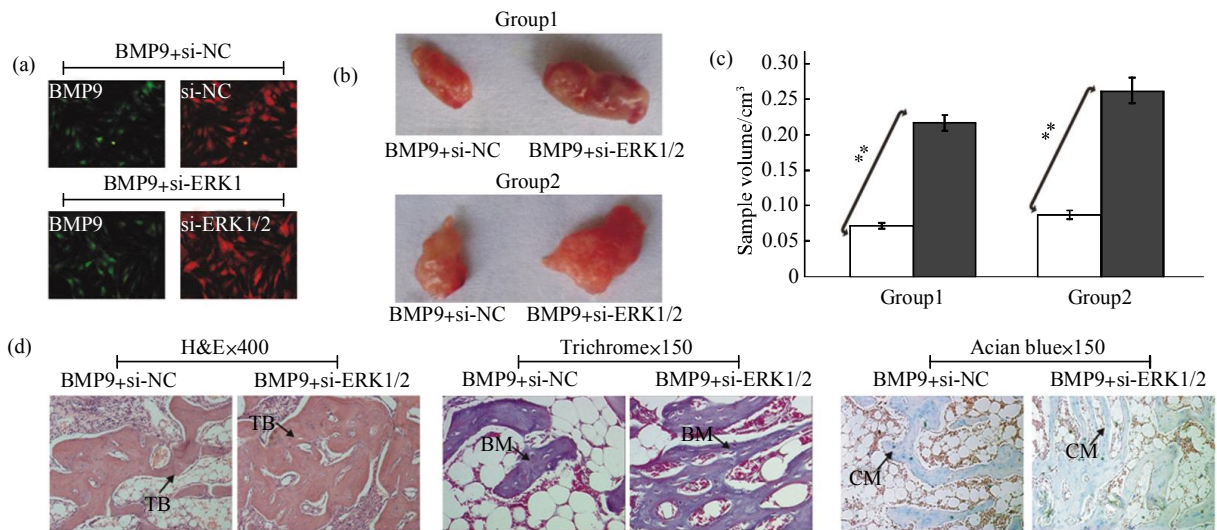 (a)
BMP9+si-NC
BMP9 si-NC
BMP9+si-ERK1
BMP9 si-ERK1/2
(b)
Group1
BMP9+si-NC BMP9+si-ERK1/2
Group2
BMP9+si-NC BMP9+si-ERK1/2
(c)
Sample volume/cm³
0.30
0.25
0.20
0.15
0.10
0.05
0
** **
Group1 Group2
(d)
H&E×400
BMP9+si-NC BMP9+si-ERK1/2
TB TB
Trichrome×150
BMP9+si-NC BMP9+si-ERK1/2
BM BM
Acian blue×150
BMP9+si-NC BMP9+si-ERK1/2
CM CM